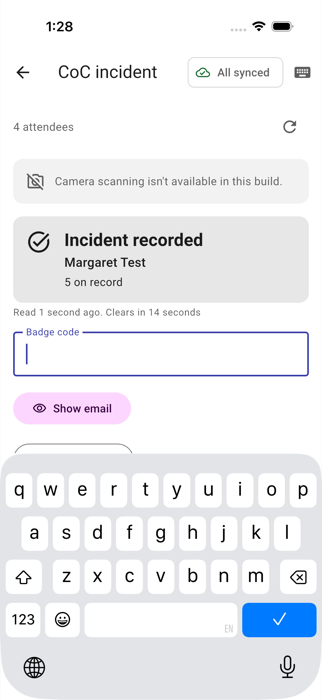 1:28
CoC incident
All synced
4 attendees
Camera scanning isn't available in this build.
Incident recorded
Margaret Test
5 on record
Read 1 second ago. Clears in 14 seconds
Badge code
Show email
q w e r t y u i o p
a s d f g h j k l
z x c v b n m
123
EN